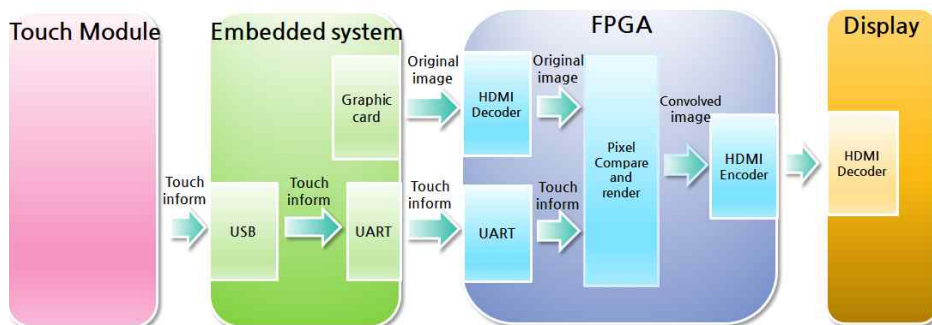 Touch Module
Embedded system
FPGA
Display
Original
image
Original
image
Graphic
card
HDMI
Decoder
Convolved
image
Pixel
Compare
and
render
HDMI
Encoder
HDMI
Decoder
Touch
inform
Touch
inform
Touch
inform
Touch
inform
USB
UART
UART